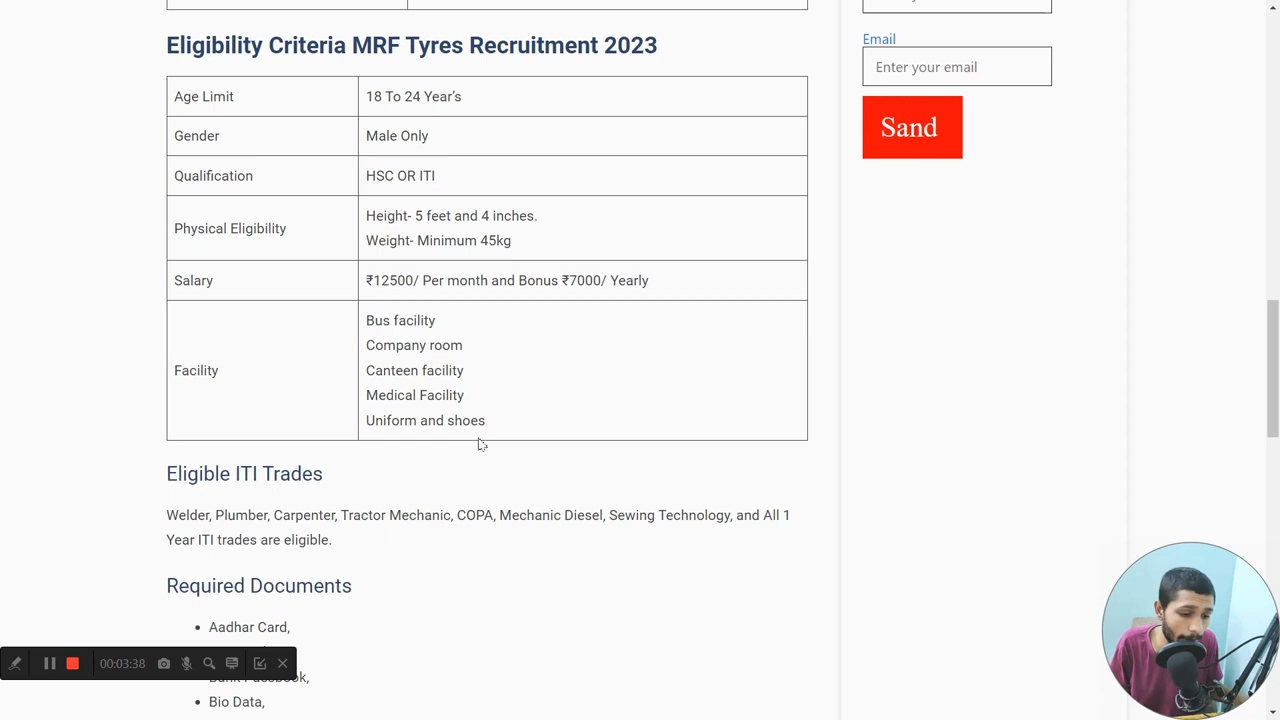 Eligibility Criteria MRF Tyres Recruitment 2023
Age Limit
18 To 24 Year’s
Gender
Male Only
Qualification
HSC OR ITI
Physical Eligibility
Height- 5 feet and 4 inches.
Weight- Minimum 45kg
Salary
₹12500/ Per month and Bonus ₹7000/ Yearly
Facility
Bus facility
Company room
Canteen facility
Medical Facility
Uniform and shoes
Eligible ITI Trades
Welder, Plumber, Carpenter, Tractor Mechanic, COPA, Mechanic Diesel, Sewing Technology, and All 1
Year ITI trades are eligible.
Required Documents
Aadhar Card,
Bank Passbook,
Bio Data,
00:03:38
Email
Enter your email
Sand